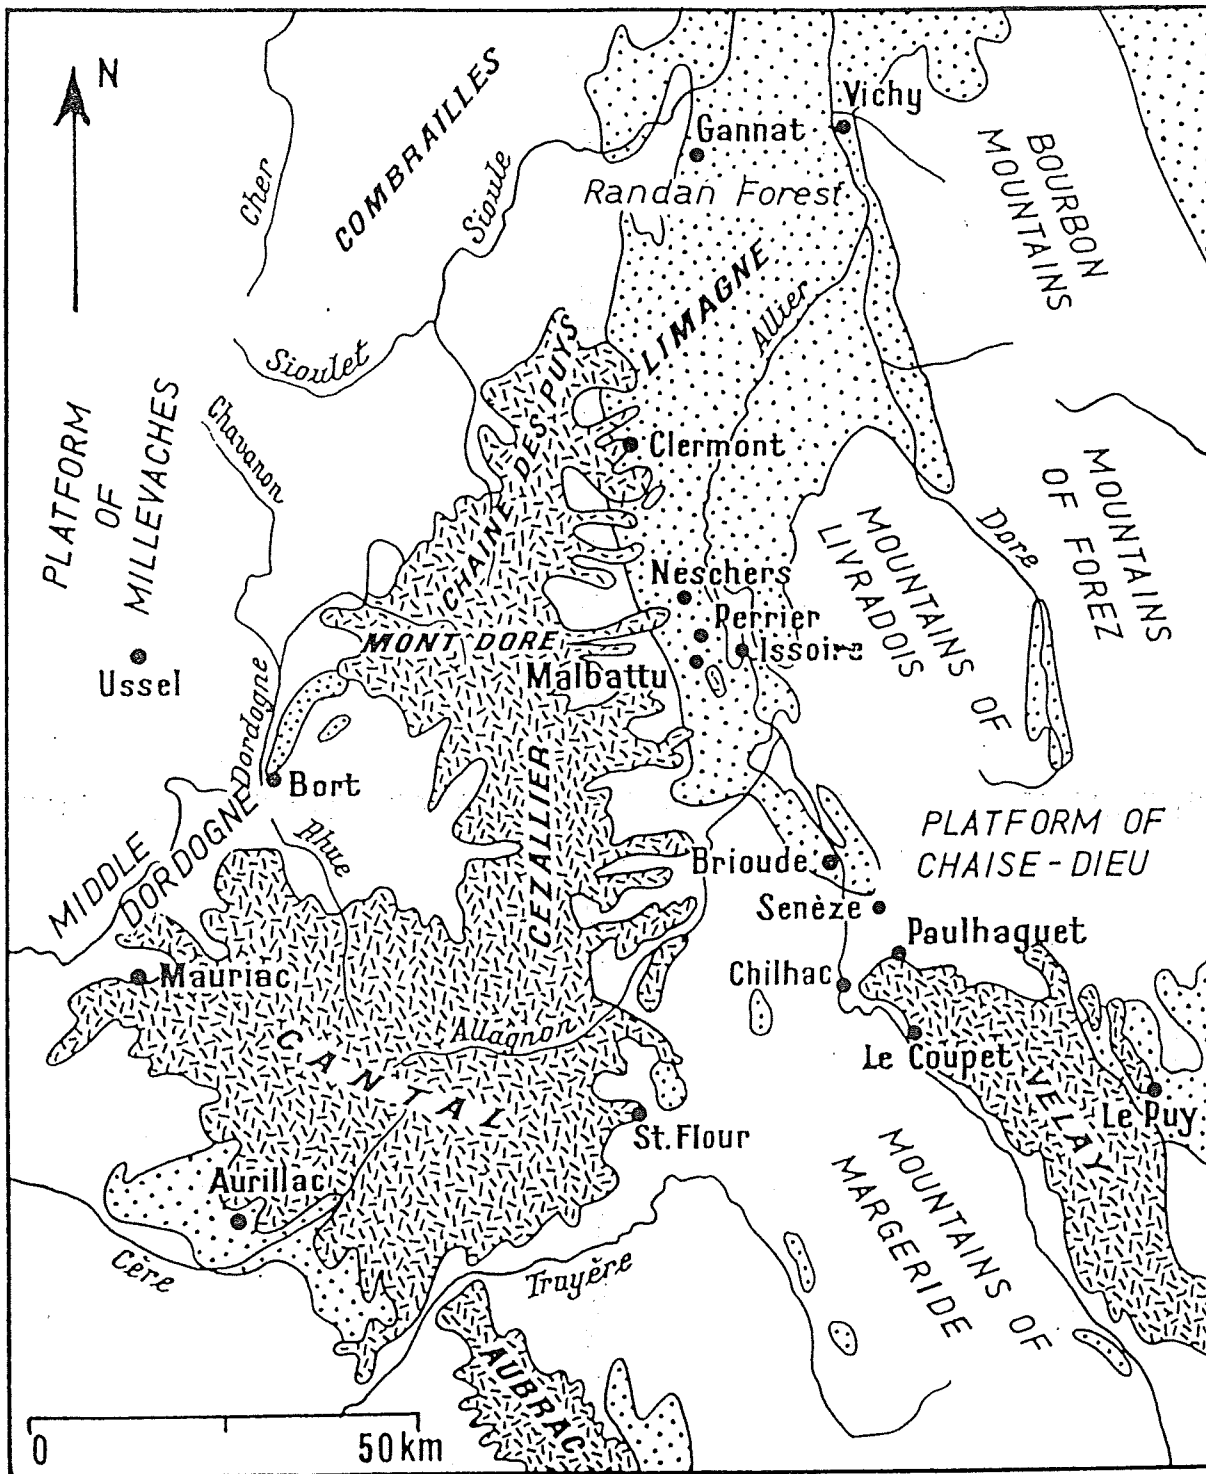 N
Vichy
Gannat
Randan Forest
Cher
COMBRAILLES
Sioule
BOURBON
MOUNTAINS
LIMAGNE
Allier
Sioulet
PLATFORM
OF
MILLEVACHES
Chavanon
CHAINE DES PUYS
Clermont
MOUNTAINS
OF FOREZ
Dore
MOUNTAINS OF
LIVRADOIS
Neschers
Perrier
MONT DORE
Issoire
Malbattu
Ussel
Dordogne
Bort
CEZALLIER
Rhue
MIDDLE
DORDOGNE
PLATFORM OF
CHAISE-DIEU
Brioude
Senèze
Paulhaguet
Mauriac
Chilhac
Allagnon
Le Coupet
CANTAL
VELAY
Le Puy
St. Flour
MOUNTAINS OF
MARGERIDE
Aurillac
Cère
Truyère
AUBRAC
0 50 km